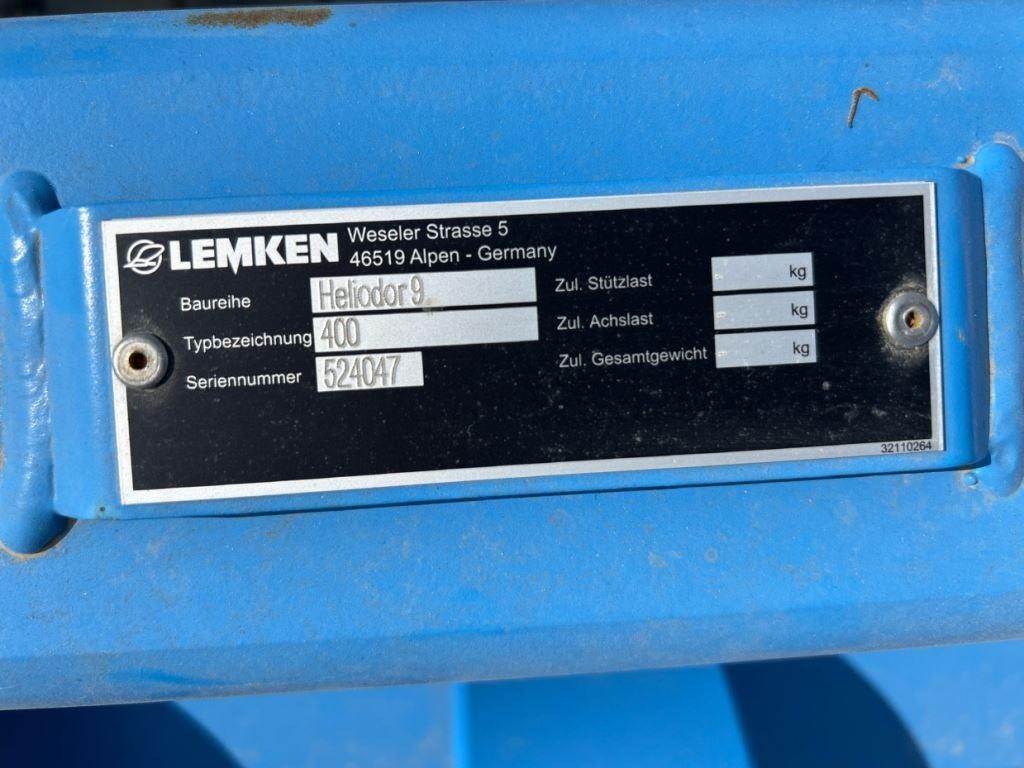 LEMKEN Weseler Strasse 5
46519 Alpen - Germany
Baureihe Heliodor 9
Typbezeichnung 400
Seriennummer 524047
Zul. Stützlast kg
Zul. Achslast kg
Zul. Gesamtgewicht kg
32110264